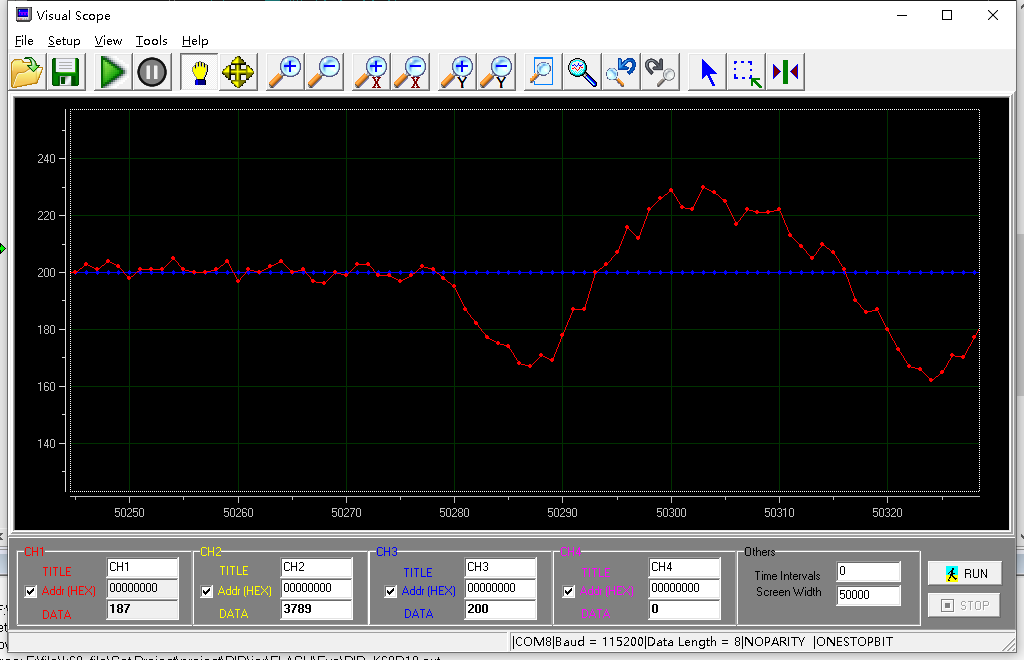 Visual Scope
File Setup View Tools Help
X X Y Y
240
220
200
180
160
140
50250 50260 50270 50280 50290 50300 50310 50320
CH1 CH2 CH3 CH4 Others
TITLE CH1 TITLE CH2 TITLE CH3 TITLE CH4
Addr (HEX) 00000000 Addr (HEX) 00000000 Addr (HEX) 00000000 Addr (HEX) 00000000
DATA 187 DATA 3789 DATA 200 DATA 0
Time Intervals 0
Screen Width 50000
RUN
STOP
|COM8|Baud = 115200|Data Length = 8|NOPARITY |ONESTOPBIT